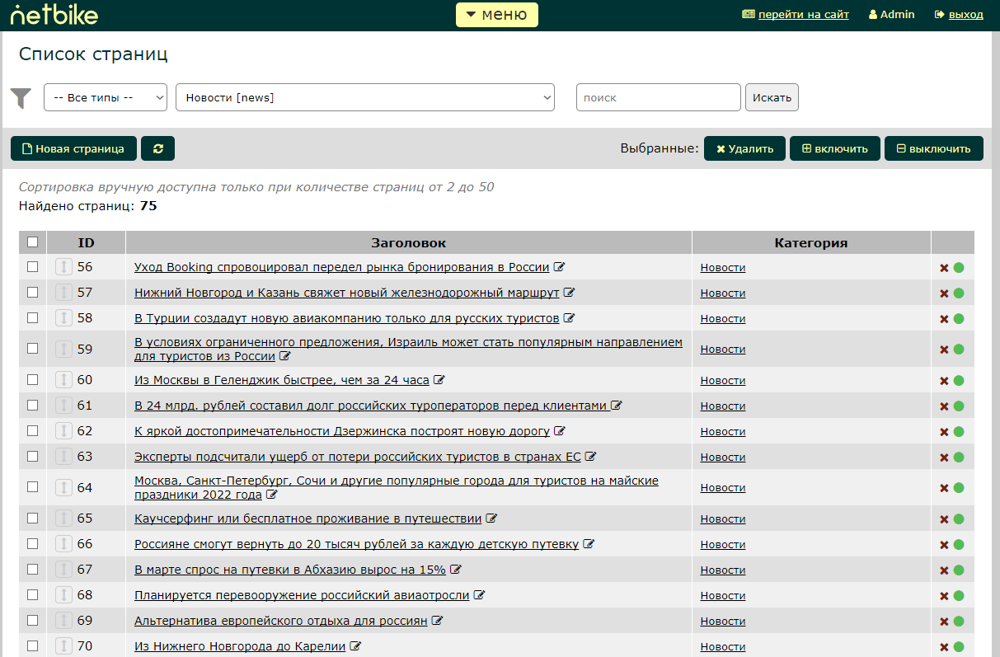 netbike
меню
перейти на сайт Admin выход
Список страниц
-- Все типы -- Новости [news] поиск Искать
Новая страница Выбранные: Удалить включить выключить
Сортировка вручную доступна только при количестве страниц от 2 до 50
Найдено страниц: 75
ID Заголовок Категория
56 Уход Booking спровоцировал передел рынка бронирования в России Новости
57 Нижний Новгород и Казань свяжет новый железнодорожный маршрут Новости
58 В Турции создадут новую авиакомпанию только для русских туристов Новости
59 В условиях ограниченного предложения, Израиль может стать популярным направлением
для туристов из России Новости
60 Из Москвы в Геленджик быстрее, чем за 24 часа Новости
61 В 24 млрд. рублей составил долг российских туроператоров перед клиентами Новости
62 К яркой достопримечательности Дзержинска построят новую дорогу Новости
63 Эксперты подсчитали ущерб от потери российских туристов в странах ЕС Новости
64 Москва, Санкт-Петербург, Сочи и другие популярные города для туристов на майские
праздники 2022 года Новости
65 Каучсерфинг или бесплатное проживание в путешествии Новости
66 Россияне смогут вернуть до 20 тысяч рублей за каждую детскую путевку Новости
67 В марте спрос на путевки в Абхазию вырос на 15% Новости
68 Планируется перевооружение российский авиаотросли Новости
69 Альтернатива европейского отдыха для россиян Новости
70 Из Нижнего Новгорода до Карелии Новости